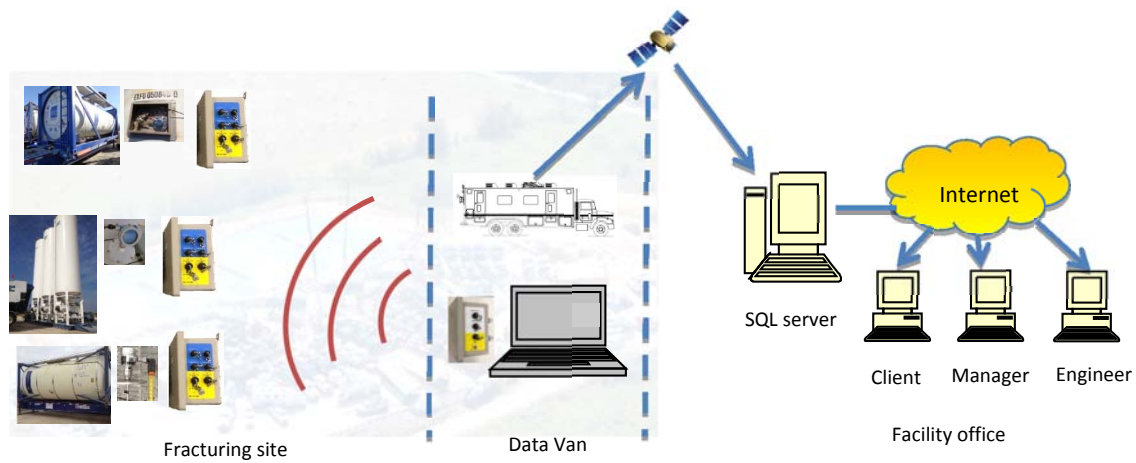 Internet
SQL server
Client
Manager
Engineer
Fracturing site
Data Van
Facility office